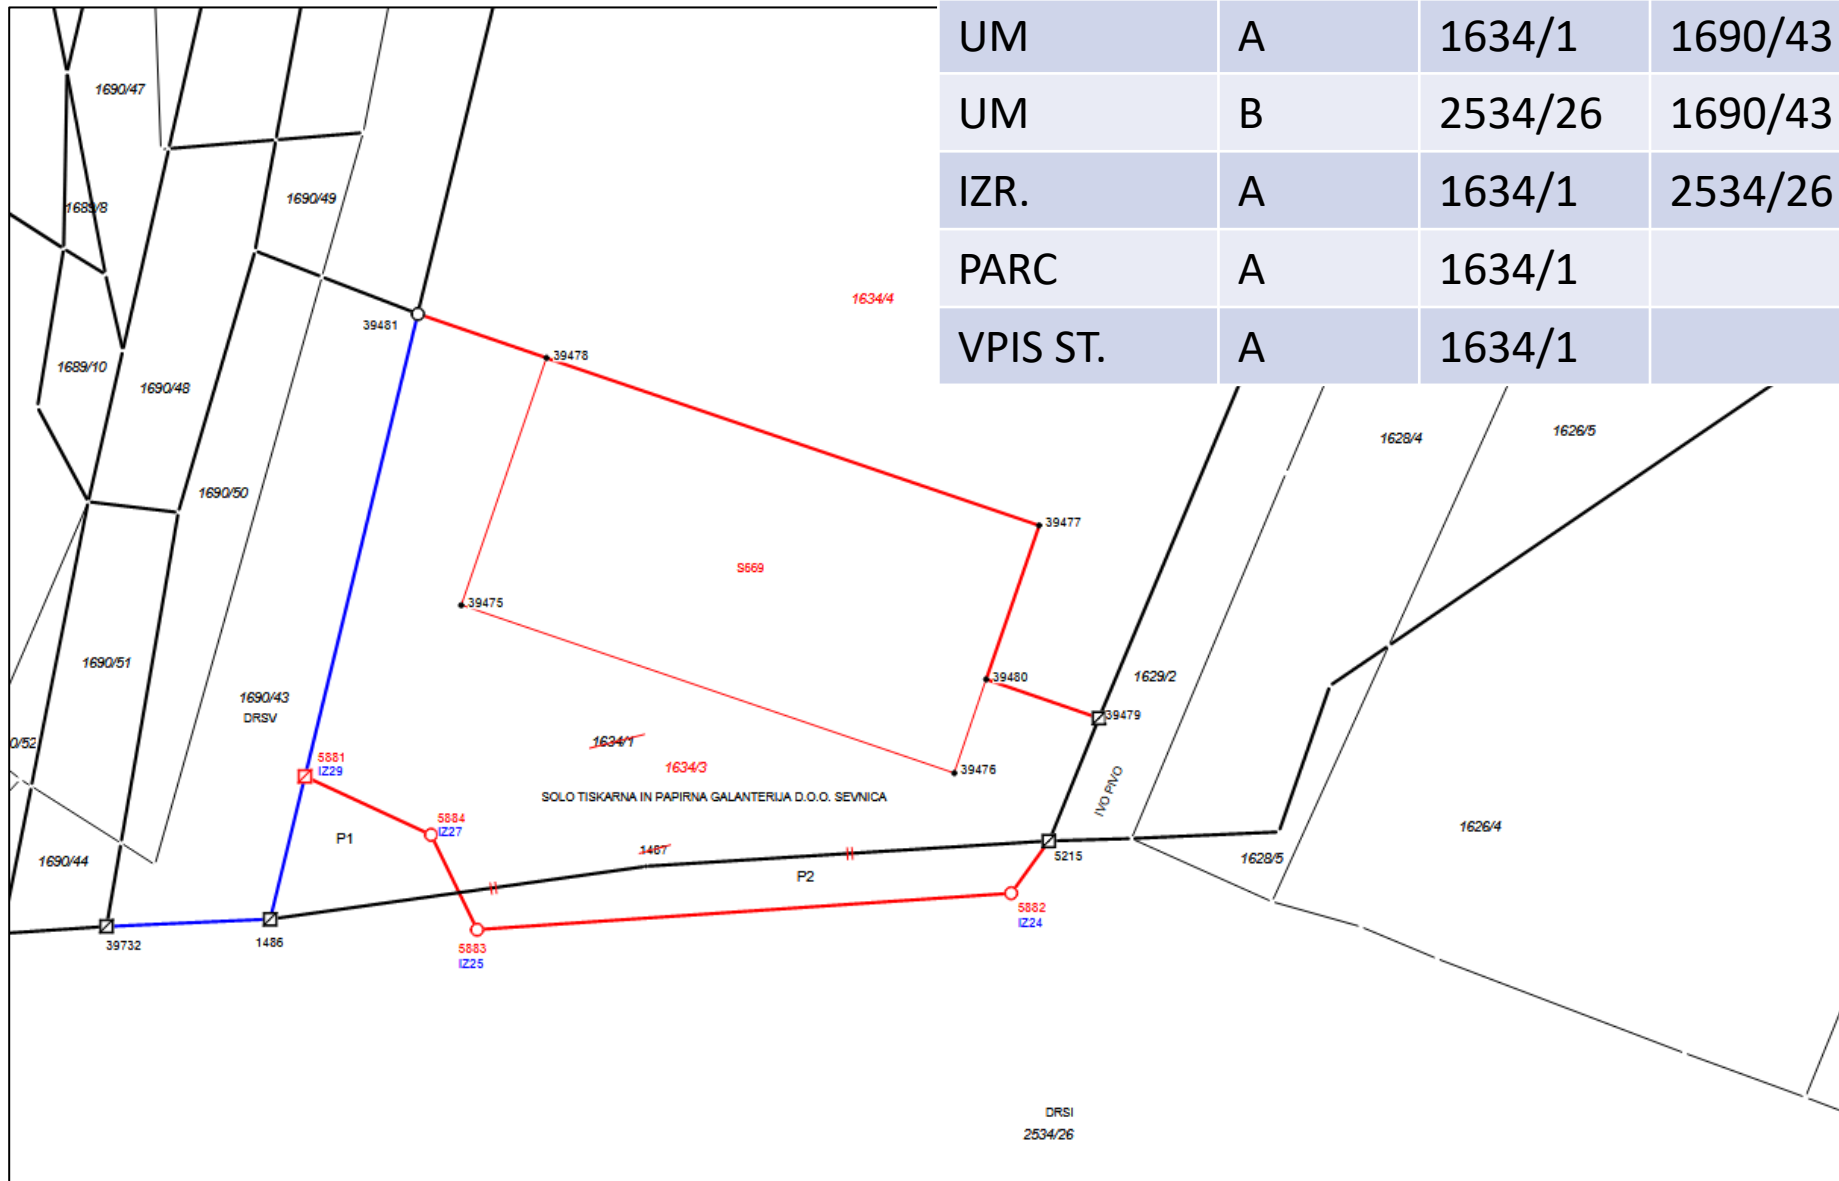 UM A 1634/1 1690/43
UM B 2534/26 1690/43
IZR. A 1634/1 2534/26
PARC A 1634/1
VPIS ST. A 1634/1
1690/47
1689/8
1690/49
1634/4
39481
39478
1689/10
1690/48
1628/4
1626/5
1690/50
39477
S669
39475
39480
1629/2
1690/51
1690/43
DRSV
39479
0/52
1634/1
1634/3
39476
5881
IZ29
SOLO TISKARNA IN PAPIRNA GALANTERIJA D.O.O. SEVNICA
IVO PIVO
5884
IZ27
P1
1487
5215
1626/4
1628/5
1690/44
P2
5882
IZ24
39732
1486
5883
IZ25
DRSI
2534/26